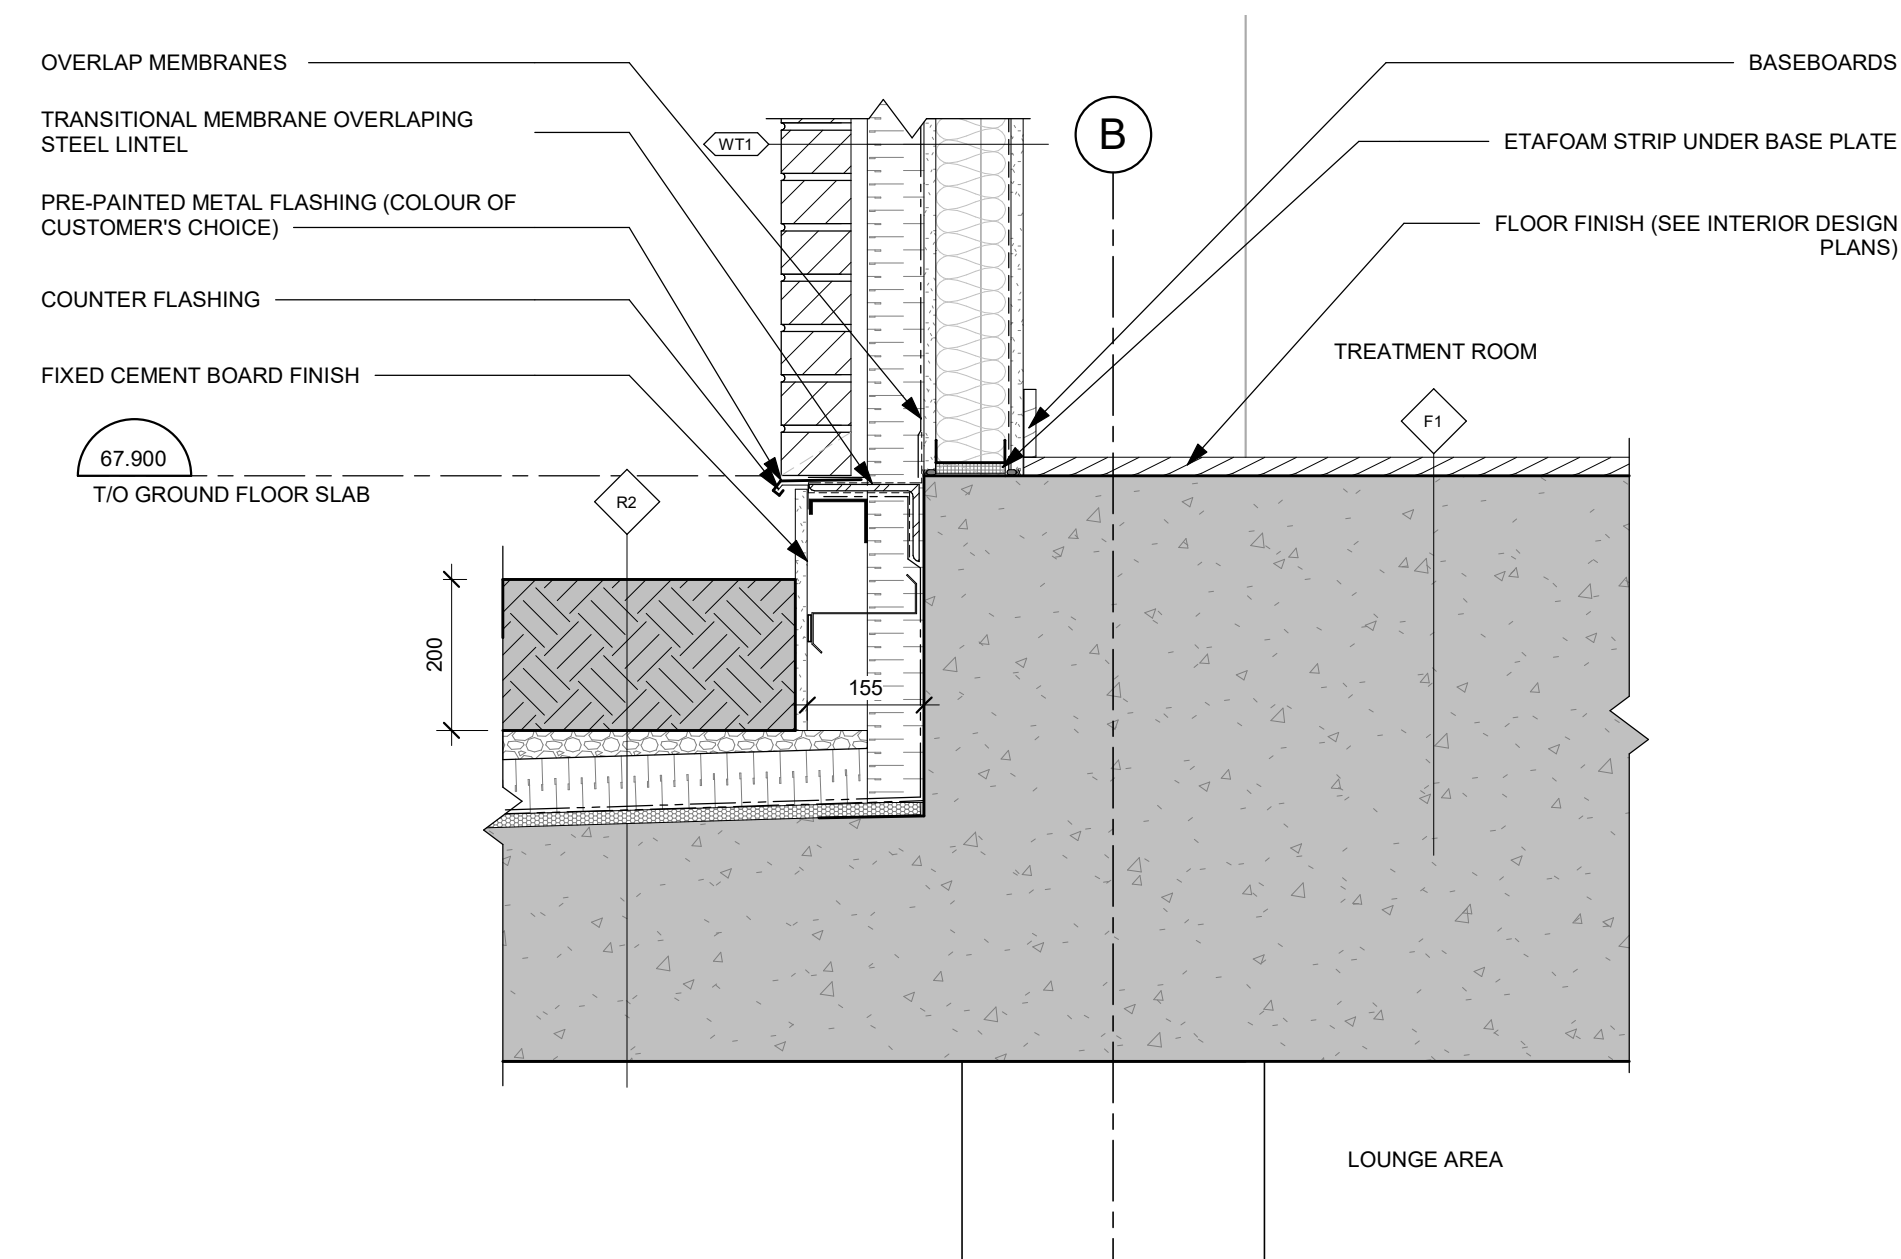 OVERLAP MEMBRANES
TRANSITIONAL MEMBRANE OVERLAPING
STEEL LINTEL
PRE-PAINTED METAL FLASHING (COLOUR OF
CUSTOMER'S CHOICE)
COUNTER FLASHING
FIXED CEMENT BOARD FINISH
67.900
T/O GROUND FLOOR SLAB
WT1
B
BASEBOARDS
ETAFOAM STRIP UNDER BASE PLATE
FLOOR FINISH (SEE INTERIOR DESIGN
PLANS)
TREATMENT ROOM
F1
R2
200
155
LOUNGE AREA